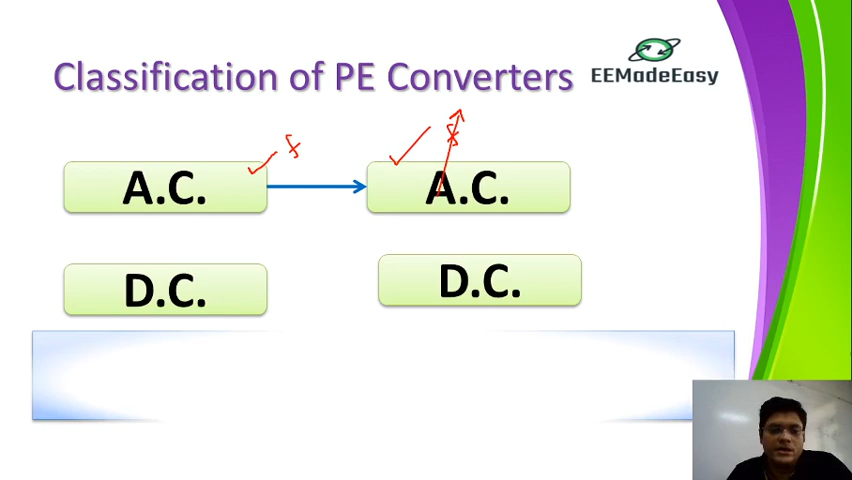 Classification of PE Converters
EEMadeEasy
f
f
A.C.
A.C.
D.C.
D.C.